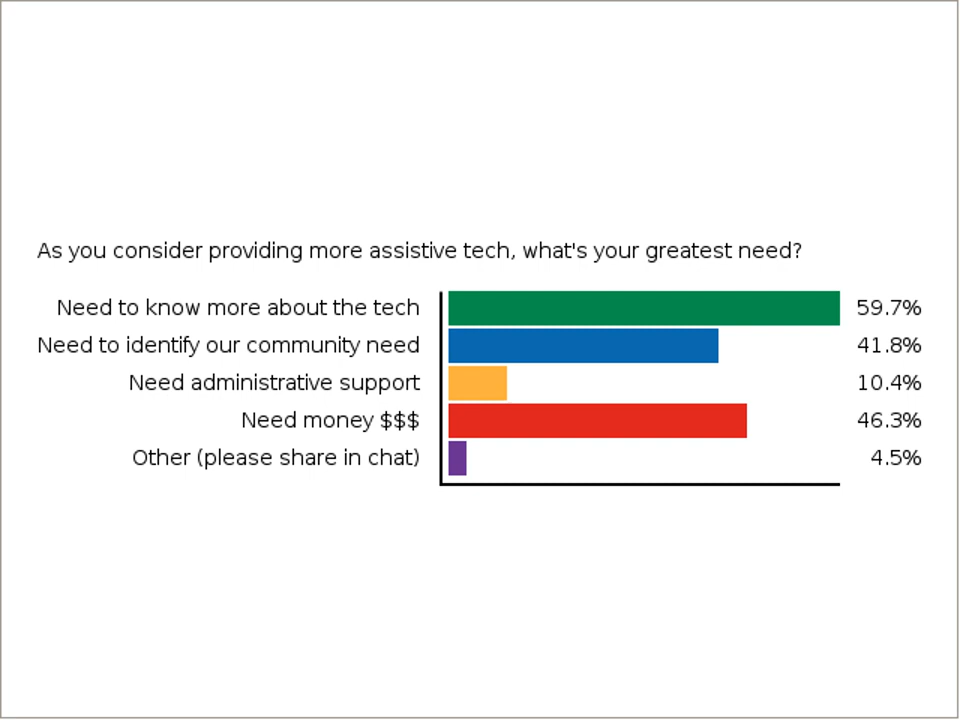 As you consider providing more assistive tech, what's your greatest need?
Need to know more about the tech 59.7%
Need to identify our community need 41.8%
Need administrative support 10.4%
Need money $$$ 46.3%
Other (please share in chat) 4.5%